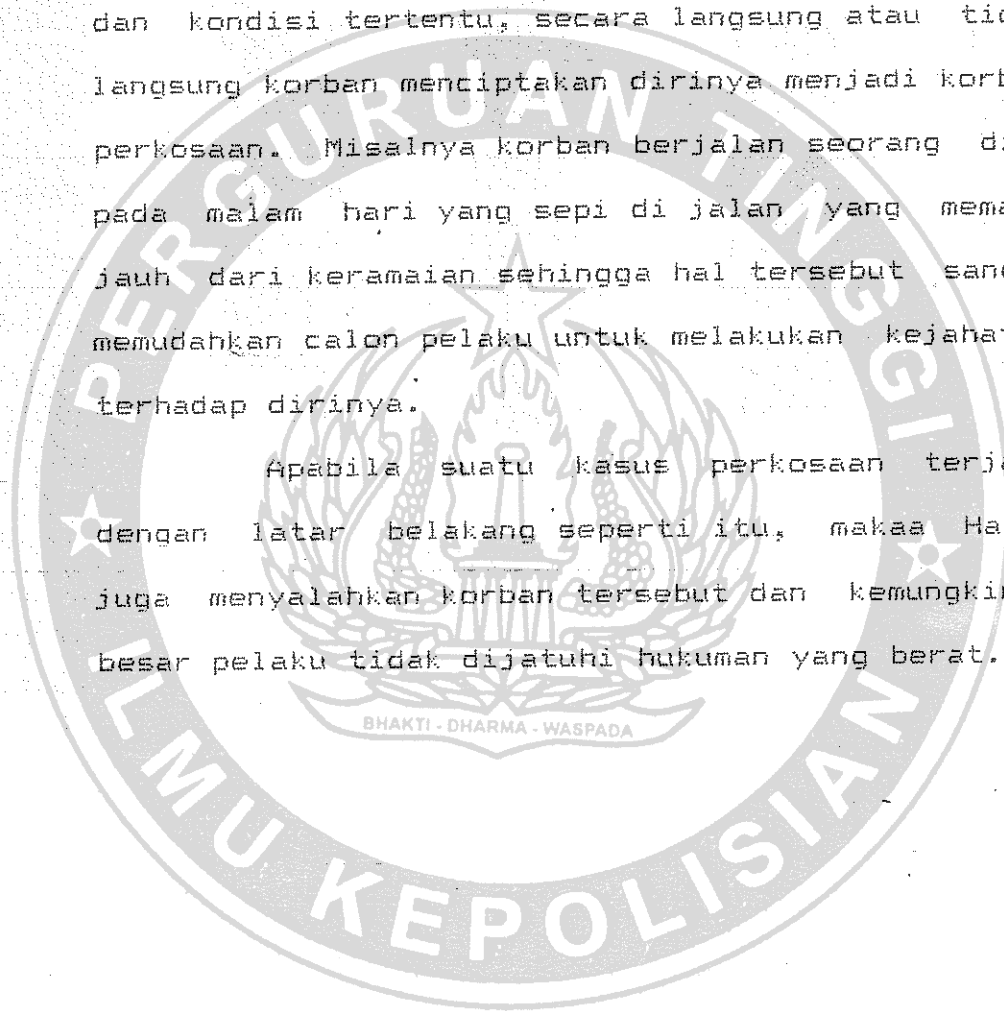 dan kondisi tertentu, secara langsung atau
langsung korban menciptakan dirinya menjadi
perkosaan. Misalnya korban berjalan seorang
pada malam hari yang sepi di jalan yang
jauh dari keramaian sehingga hal tersebut
memudahkan calon pelaku untuk melakukan
terhadap dirinya.
Apabila suatu kasus perkosaan
dengan latar belakang seperti itu, makaa
juga menyalahkan korban tersebut dan
besar pelaku tidak dijatuhi hukuman yang berat.
PERGURUAN TINGGI
ILMU KEPOLISIAN
BHAKTI - DHARMA - WASPADA